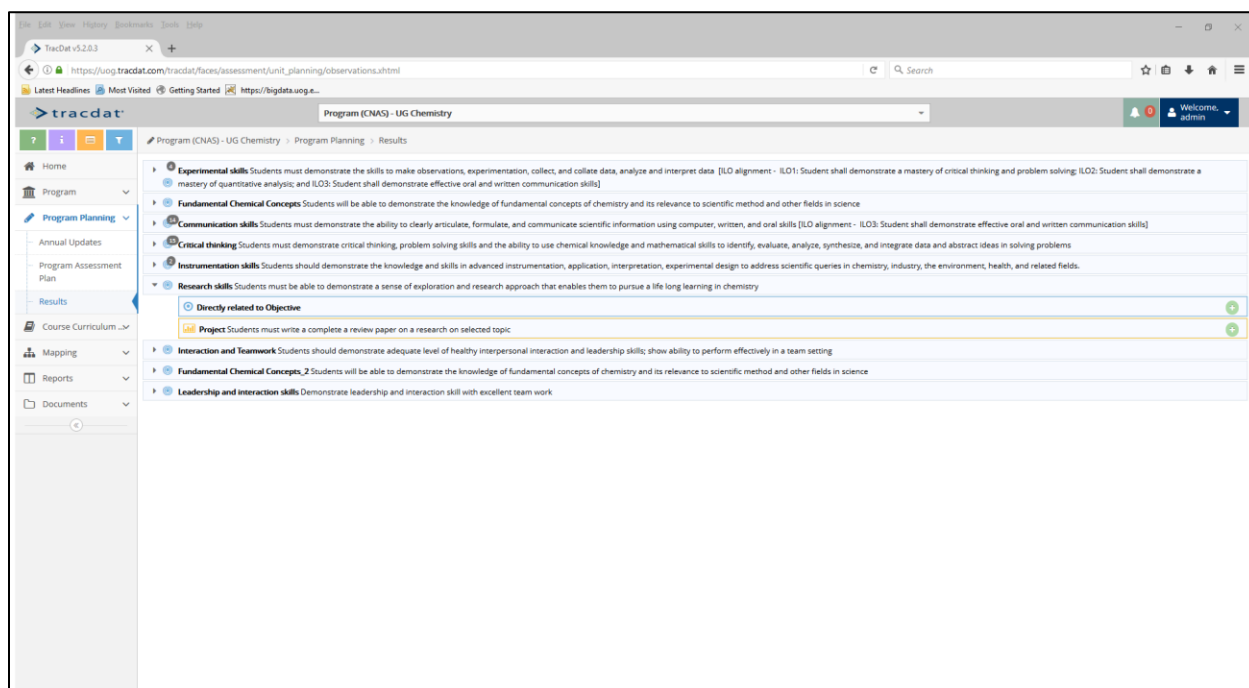 File Edit View History Bookmarks Tools Help
TracDat v5.2.0.3
https://uog.tracdat.com/tracdat/faces/assessment/unit_planning/observations.xhtml
Search
Latest Headlines Most Visited Getting Started https://bigdata.uog.e...
tracdat
Program (CNAS) - UG Chemistry
0
Welcome, admin
? i
Program (CNAS) - UG Chemistry > Program Planning > Results
Home
Program
Program Planning
Annual Updates
Program Assessment
Plan
Results
Course Curriculum ...
Mapping
Reports
Documents
4
Experimental skills Students must demonstrate the skills to make observations, experimentation, collect, and collate data, analyze and interpret data [ILO alignment - ILO1: Student shall demonstrate a mastery of critical thinking and problem solving; ILO2: Student shall demonstrate a
mastery of quantitative analysis; and ILO3: Student shall demonstrate effective oral and written communication skills]
Fundamental Chemical Concepts Students will be able to demonstrate the knowledge of fundamental concepts of chemistry and its relevance to scientific method and other fields in science
Communication skills Students must demonstrate the ability to clearly articulate, formulate, and communicate scientific information using computer, written, and oral skills [ILO alignment - ILO3: Student shall demonstrate effective oral and written communication skills]
Critical thinking Students must demonstrate critical thinking, problem solving skills and the ability to use chemical knowledge and mathematical skills to identify, evaluate, analyze, synthesize, and integrate data and abstract ideas in solving problems
2
Instrumentation skills Students should demonstrate the knowledge and skills in advanced instrumentation, application, interpretation, experimental design to address scientific queries in chemistry, industry, the environment, health, and related fields.
Research skills Students must be able to demonstrate a sense of exploration and research approach that enables them to pursue a life long learning in chemistry
Directly related to Objective
Project Students must write a complete a review paper on a research on selected topic
Interaction and Teamwork Students should demonstrate adequate level of healthy interpersonal interaction and leadership skills; show ability to perform effectively in a team setting
Fundamental Chemical Concepts_2 Students will be able to demonstrate the knowledge of fundamental concepts of chemistry and its relevance to scientific method and other fields in science
Leadership and interaction skills Demonstrate leadership and interaction skill with excellent team work